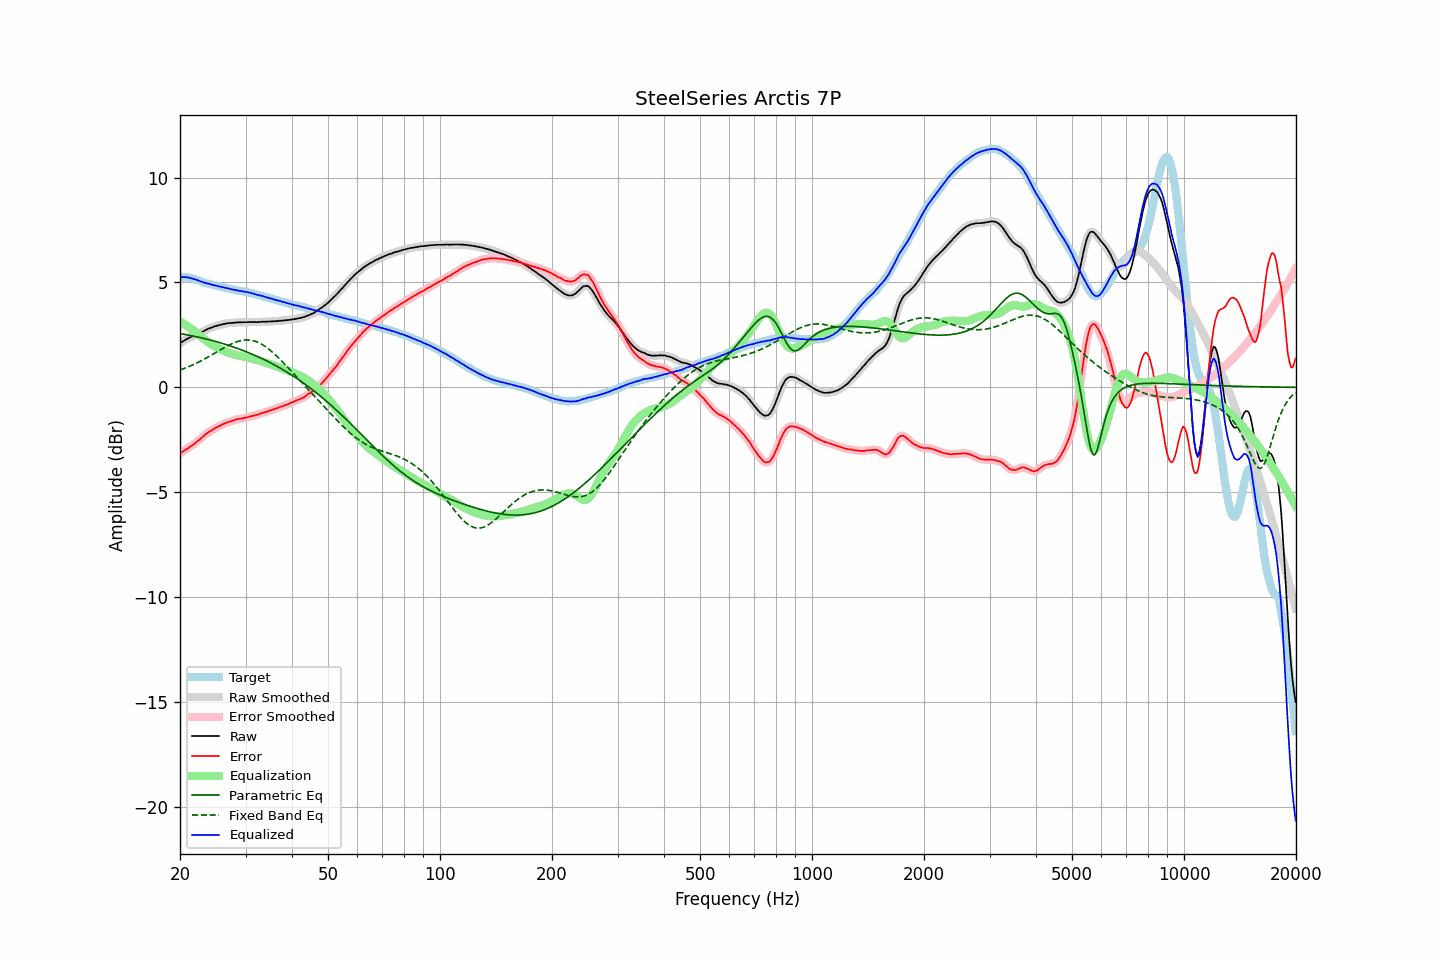 SteelSeries Arctis 7P
10
5
0
−5
−10
−15
−20
Amplitude (dBr)
Target
Raw Smoothed
Error Smoothed
Raw
Error
Equalization
Parametric Eq
Fixed Band Eq
Equalized
20 50 100 200 500 1000 2000 5000 10000 20000
Frequency (Hz)